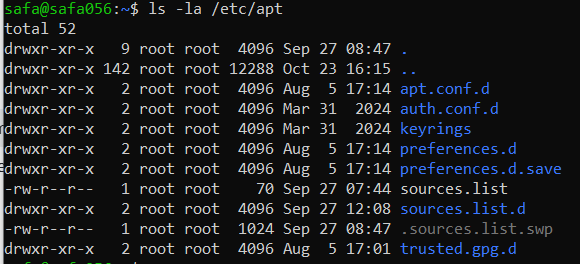 safa@safa056:~$ ls -la /etc/apt
total 52
drwxr-xr-x   9 root root  4096 Sep 27 08:47 .
drwxr-xr-x 142 root root 12288 Oct 23 16:15 ..
drwxr-xr-x   2 root root  4096 Aug  5 17:14 apt.conf.d
drwxr-xr-x   2 root root  4096 Mar 31  2024 auth.conf.d
drwxr-xr-x   2 root root  4096 Mar 31  2024 keyrings
drwxr-xr-x   2 root root  4096 Aug  5 17:14 preferences.d
drwxr-xr-x   2 root root  4096 Aug  5 17:14 preferences.d.save
-rw-r--r--   1 root root    70 Sep 27 07:44 sources.list
drwxr-xr-x   2 root root  4096 Sep 27 12:08 sources.list.d
-rw-r--r--   1 root root  1024 Sep 27 08:47 .sources.list.swp
drwxr-xr-x   2 root root  4096 Aug  5 17:01 trusted.gpg.d